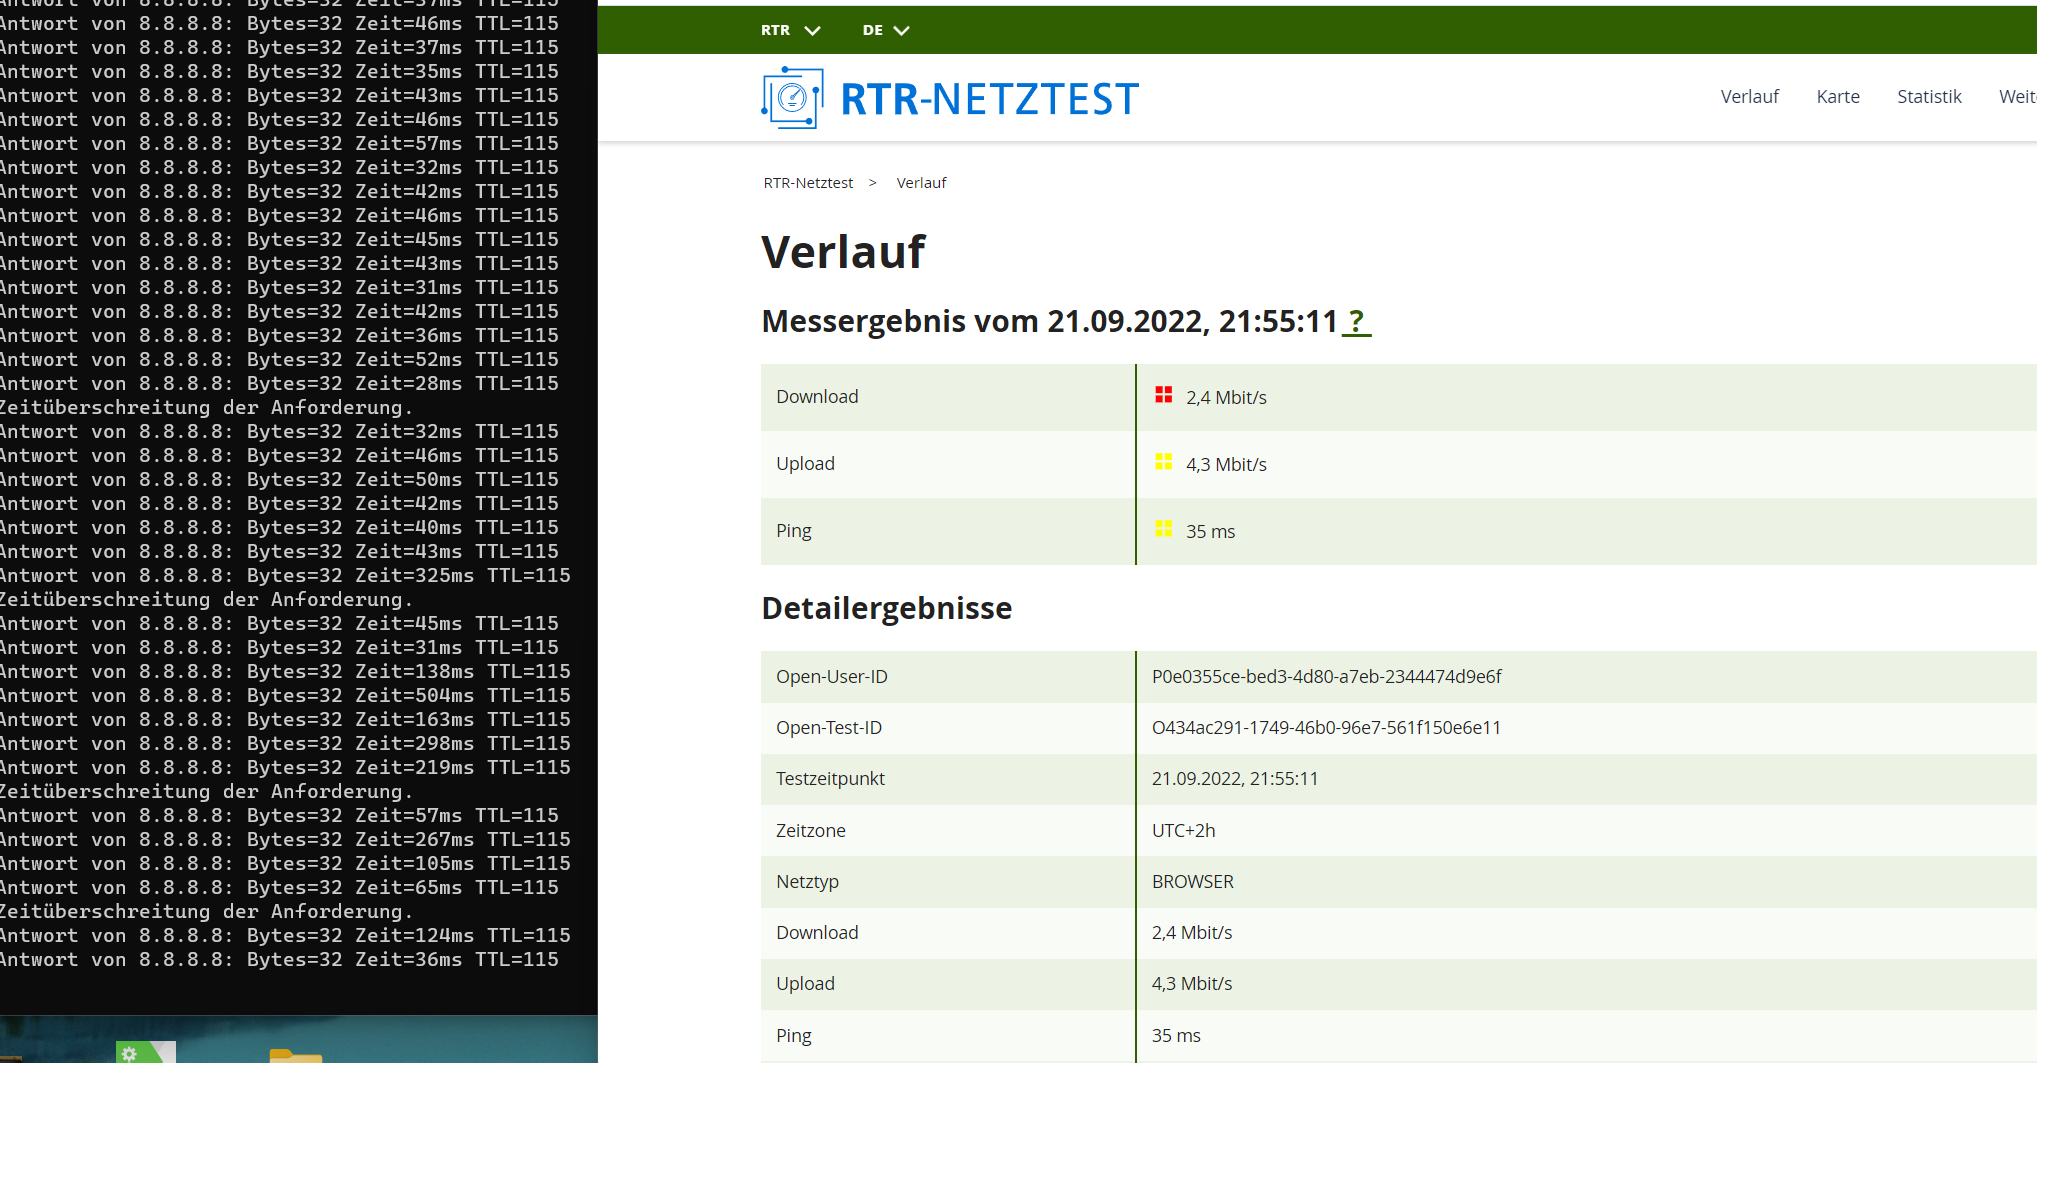 Antwort von 8.8.8.8: Bytes=32 Zeit=37ms TTL=115
Antwort von 8.8.8.8: Bytes=32 Zeit=46ms TTL=115
Antwort von 8.8.8.8: Bytes=32 Zeit=37ms TTL=115
Antwort von 8.8.8.8: Bytes=32 Zeit=35ms TTL=115
Antwort von 8.8.8.8: Bytes=32 Zeit=43ms TTL=115
Antwort von 8.8.8.8: Bytes=32 Zeit=46ms TTL=115
Antwort von 8.8.8.8: Bytes=32 Zeit=57ms TTL=115
Antwort von 8.8.8.8: Bytes=32 Zeit=32ms TTL=115
Antwort von 8.8.8.8: Bytes=32 Zeit=42ms TTL=115
Antwort von 8.8.8.8: Bytes=32 Zeit=46ms TTL=115
Antwort von 8.8.8.8: Bytes=32 Zeit=45ms TTL=115
Antwort von 8.8.8.8: Bytes=32 Zeit=43ms TTL=115
Antwort von 8.8.8.8: Bytes=32 Zeit=31ms TTL=115
Antwort von 8.8.8.8: Bytes=32 Zeit=42ms TTL=115
Antwort von 8.8.8.8: Bytes=32 Zeit=36ms TTL=115
Antwort von 8.8.8.8: Bytes=32 Zeit=52ms TTL=115
Antwort von 8.8.8.8: Bytes=32 Zeit=28ms TTL=115
Zeitüberschreitung der Anforderung.
Antwort von 8.8.8.8: Bytes=32 Zeit=32ms TTL=115
Antwort von 8.8.8.8: Bytes=32 Zeit=46ms TTL=115
Antwort von 8.8.8.8: Bytes=32 Zeit=50ms TTL=115
Antwort von 8.8.8.8: Bytes=32 Zeit=42ms TTL=115
Antwort von 8.8.8.8: Bytes=32 Zeit=40ms TTL=115
Antwort von 8.8.8.8: Bytes=32 Zeit=43ms TTL=115
Antwort von 8.8.8.8: Bytes=32 Zeit=325ms TTL=115
Zeitüberschreitung der Anforderung.
Antwort von 8.8.8.8: Bytes=32 Zeit=45ms TTL=115
Antwort von 8.8.8.8: Bytes=32 Zeit=31ms TTL=115
Antwort von 8.8.8.8: Bytes=32 Zeit=138ms TTL=115
Antwort von 8.8.8.8: Bytes=32 Zeit=504ms TTL=115
Antwort von 8.8.8.8: Bytes=32 Zeit=163ms TTL=115
Antwort von 8.8.8.8: Bytes=32 Zeit=298ms TTL=115
Antwort von 8.8.8.8: Bytes=32 Zeit=219ms TTL=115
Zeitüberschreitung der Anforderung.
Antwort von 8.8.8.8: Bytes=32 Zeit=57ms TTL=115
Antwort von 8.8.8.8: Bytes=32 Zeit=267ms TTL=115
Antwort von 8.8.8.8: Bytes=32 Zeit=105ms TTL=115
Antwort von 8.8.8.8: Bytes=32 Zeit=65ms TTL=115
Zeitüberschreitung der Anforderung.
Antwort von 8.8.8.8: Bytes=32 Zeit=124ms TTL=115
Antwort von 8.8.8.8: Bytes=32 Zeit=36ms TTL=115
RTR DE
RTR-NETZTEST
Verlauf Karte Statistik Weit
RTR-Netztest > Verlauf
Verlauf
Messergebnis vom 21.09.2022, 21:55:11 ?
Download 2,4 Mbit/s
Upload 4,3 Mbit/s
Ping 35 ms
Detailergebnisse
Open-User-ID P0e0355ce-bed3-4d80-a7eb-2344474d9e6f
Open-Test-ID O434ac291-1749-46b0-96e7-561f150e6e11
Testzeitpunkt 21.09.2022, 21:55:11
Zeitzone UTC+2h
Netztyp BROWSER
Download 2,4 Mbit/s
Upload 4,3 Mbit/s
Ping 35 ms